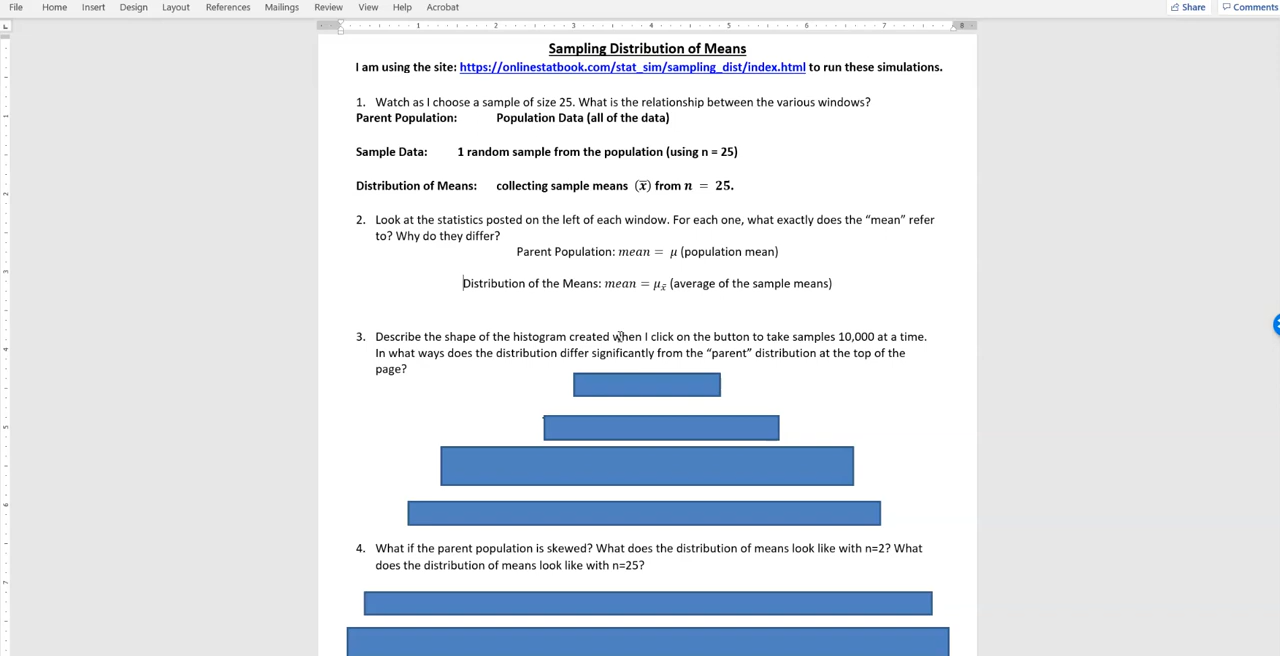 File Home Insert Design Layout References Mailings Review View Help Acrobat Share Comments
1 2 3 4 5 6 7 8
Sampling Distribution of Means
I am using the site: https://onlinestatbook.com/stat_sim/sampling_dist/index.html to run these simulations.
1. Watch as I choose a sample of size 25. What is the relationship between the various windows?
Parent Population: Population Data (all of the data)
Sample Data: 1 random sample from the population (using n = 25)
Distribution of Means: collecting sample means (x̅) from n = 25.
2. Look at the statistics posted on the left of each window. For each one, what exactly does the “mean” refer
to? Why do they differ?
Parent Population: mean = μ (population mean)
Distribution of the Means: mean = μx̅ (average of the sample means)
3. Describe the shape of the histogram created when I click on the button to take samples 10,000 at a time.
In what ways does the distribution differ significantly from the “parent” distribution at the top of the
page?
4. What if the parent population is skewed? What does the distribution of means look like with n=2? What
does the distribution of means look like with n=25?